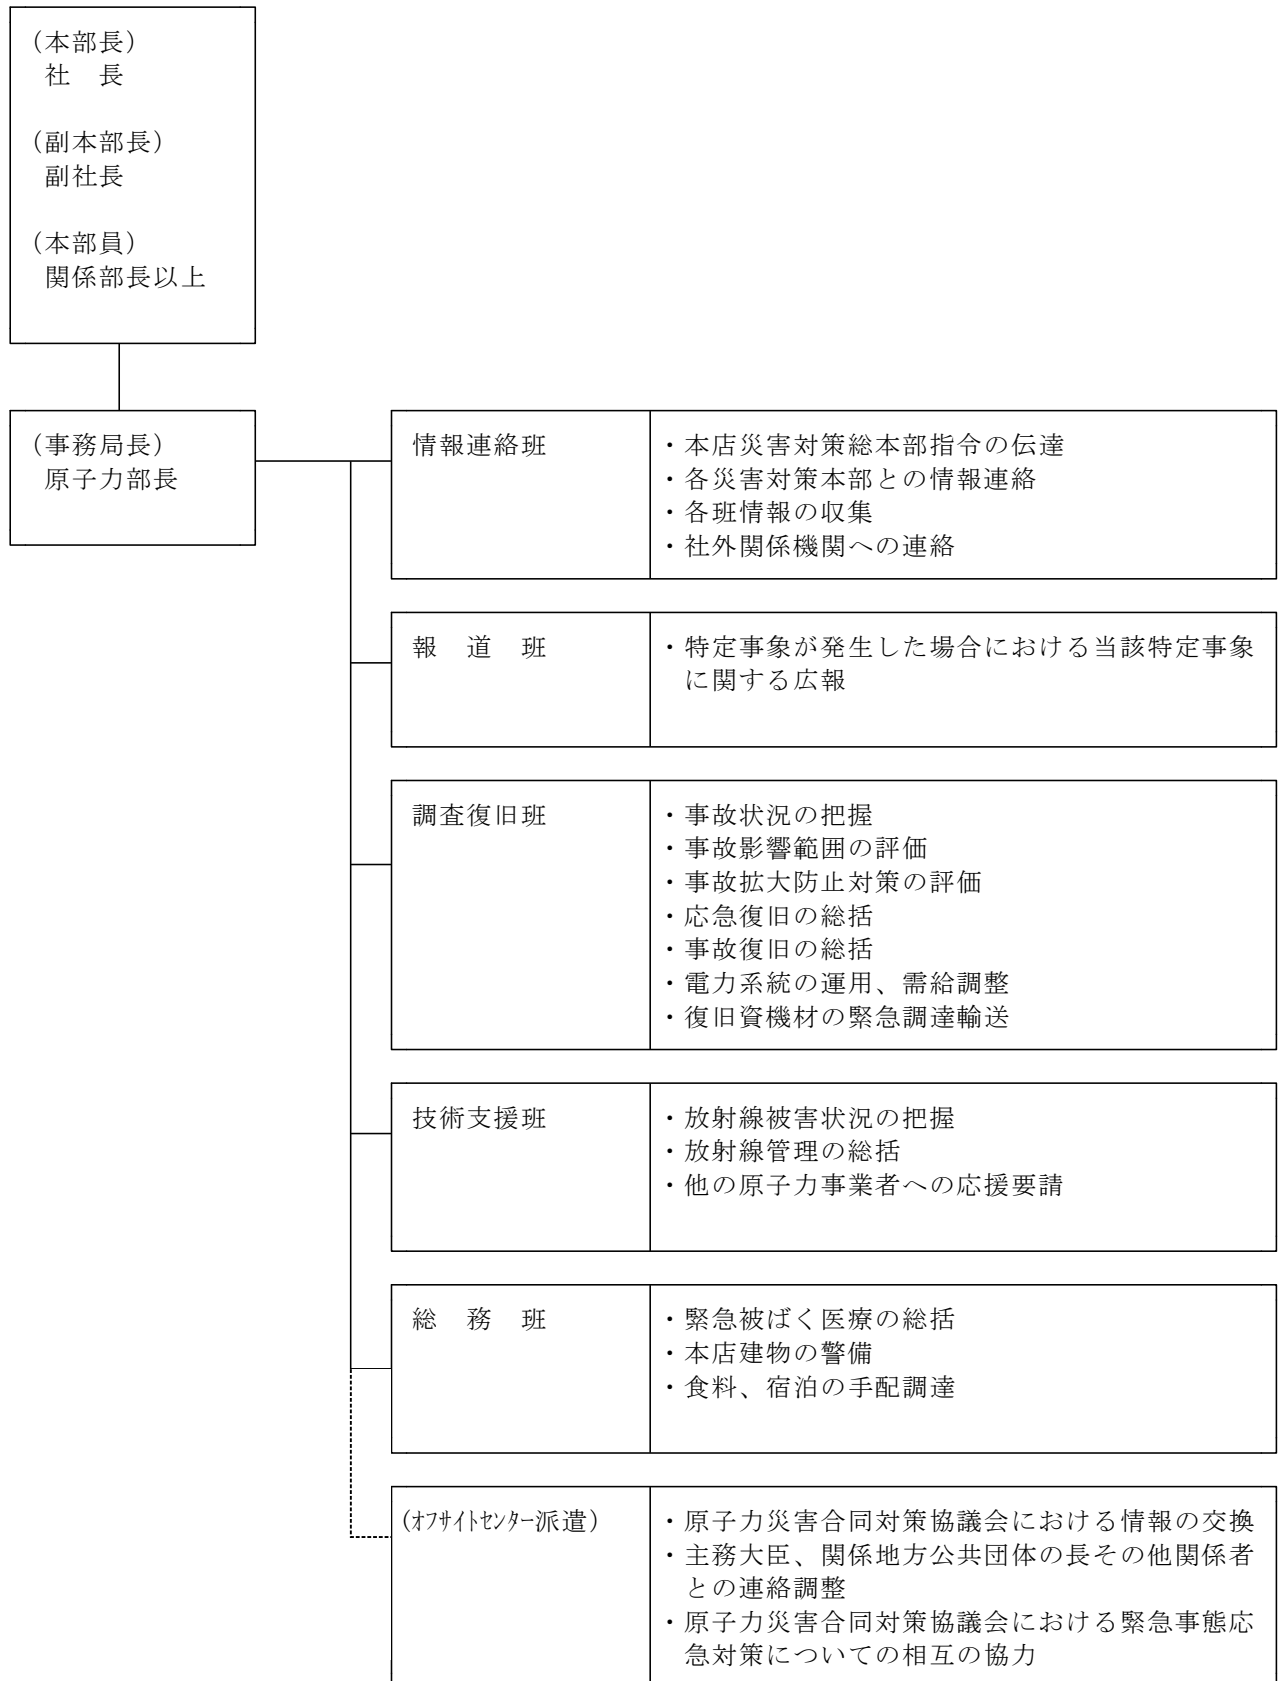 (本部長)
社　長
(副本部長)
副社長
(本部員)
関係部長以上
(事務局長)
原子力部長
情報連絡班
・本店災害対策総本部指令の伝達
・各災害対策本部との情報連絡
・各班情報の収集
・社外関係機関への連絡
報　道　班
・特定事象が発生した場合における当該特定事象
に関する広報
調査復旧班
・事故状況の把握
・事故影響範囲の評価
・事故拡大防止対策の評価
・応急復旧の総括
・事故復旧の総括
・電力系統の運用、需給調整
・復旧資機材の緊急調達輸送
技術支援班
・放射線被害状況の把握
・放射線管理の総括
・他の原子力事業者への応援要請
総　務　班
・緊急被ばく医療の総括
・本店建物の警備
・食料、宿泊の手配調達
(ｵﾌｻｲﾄｾﾝﾀｰ派遣)
・原子力災害合同対策協議会における情報の交換
・主務大臣、関係地方公共団体の長その他関係者
との連絡調整
・原子力災害合同対策協議会における緊急事態応
急対策についての相互の協力